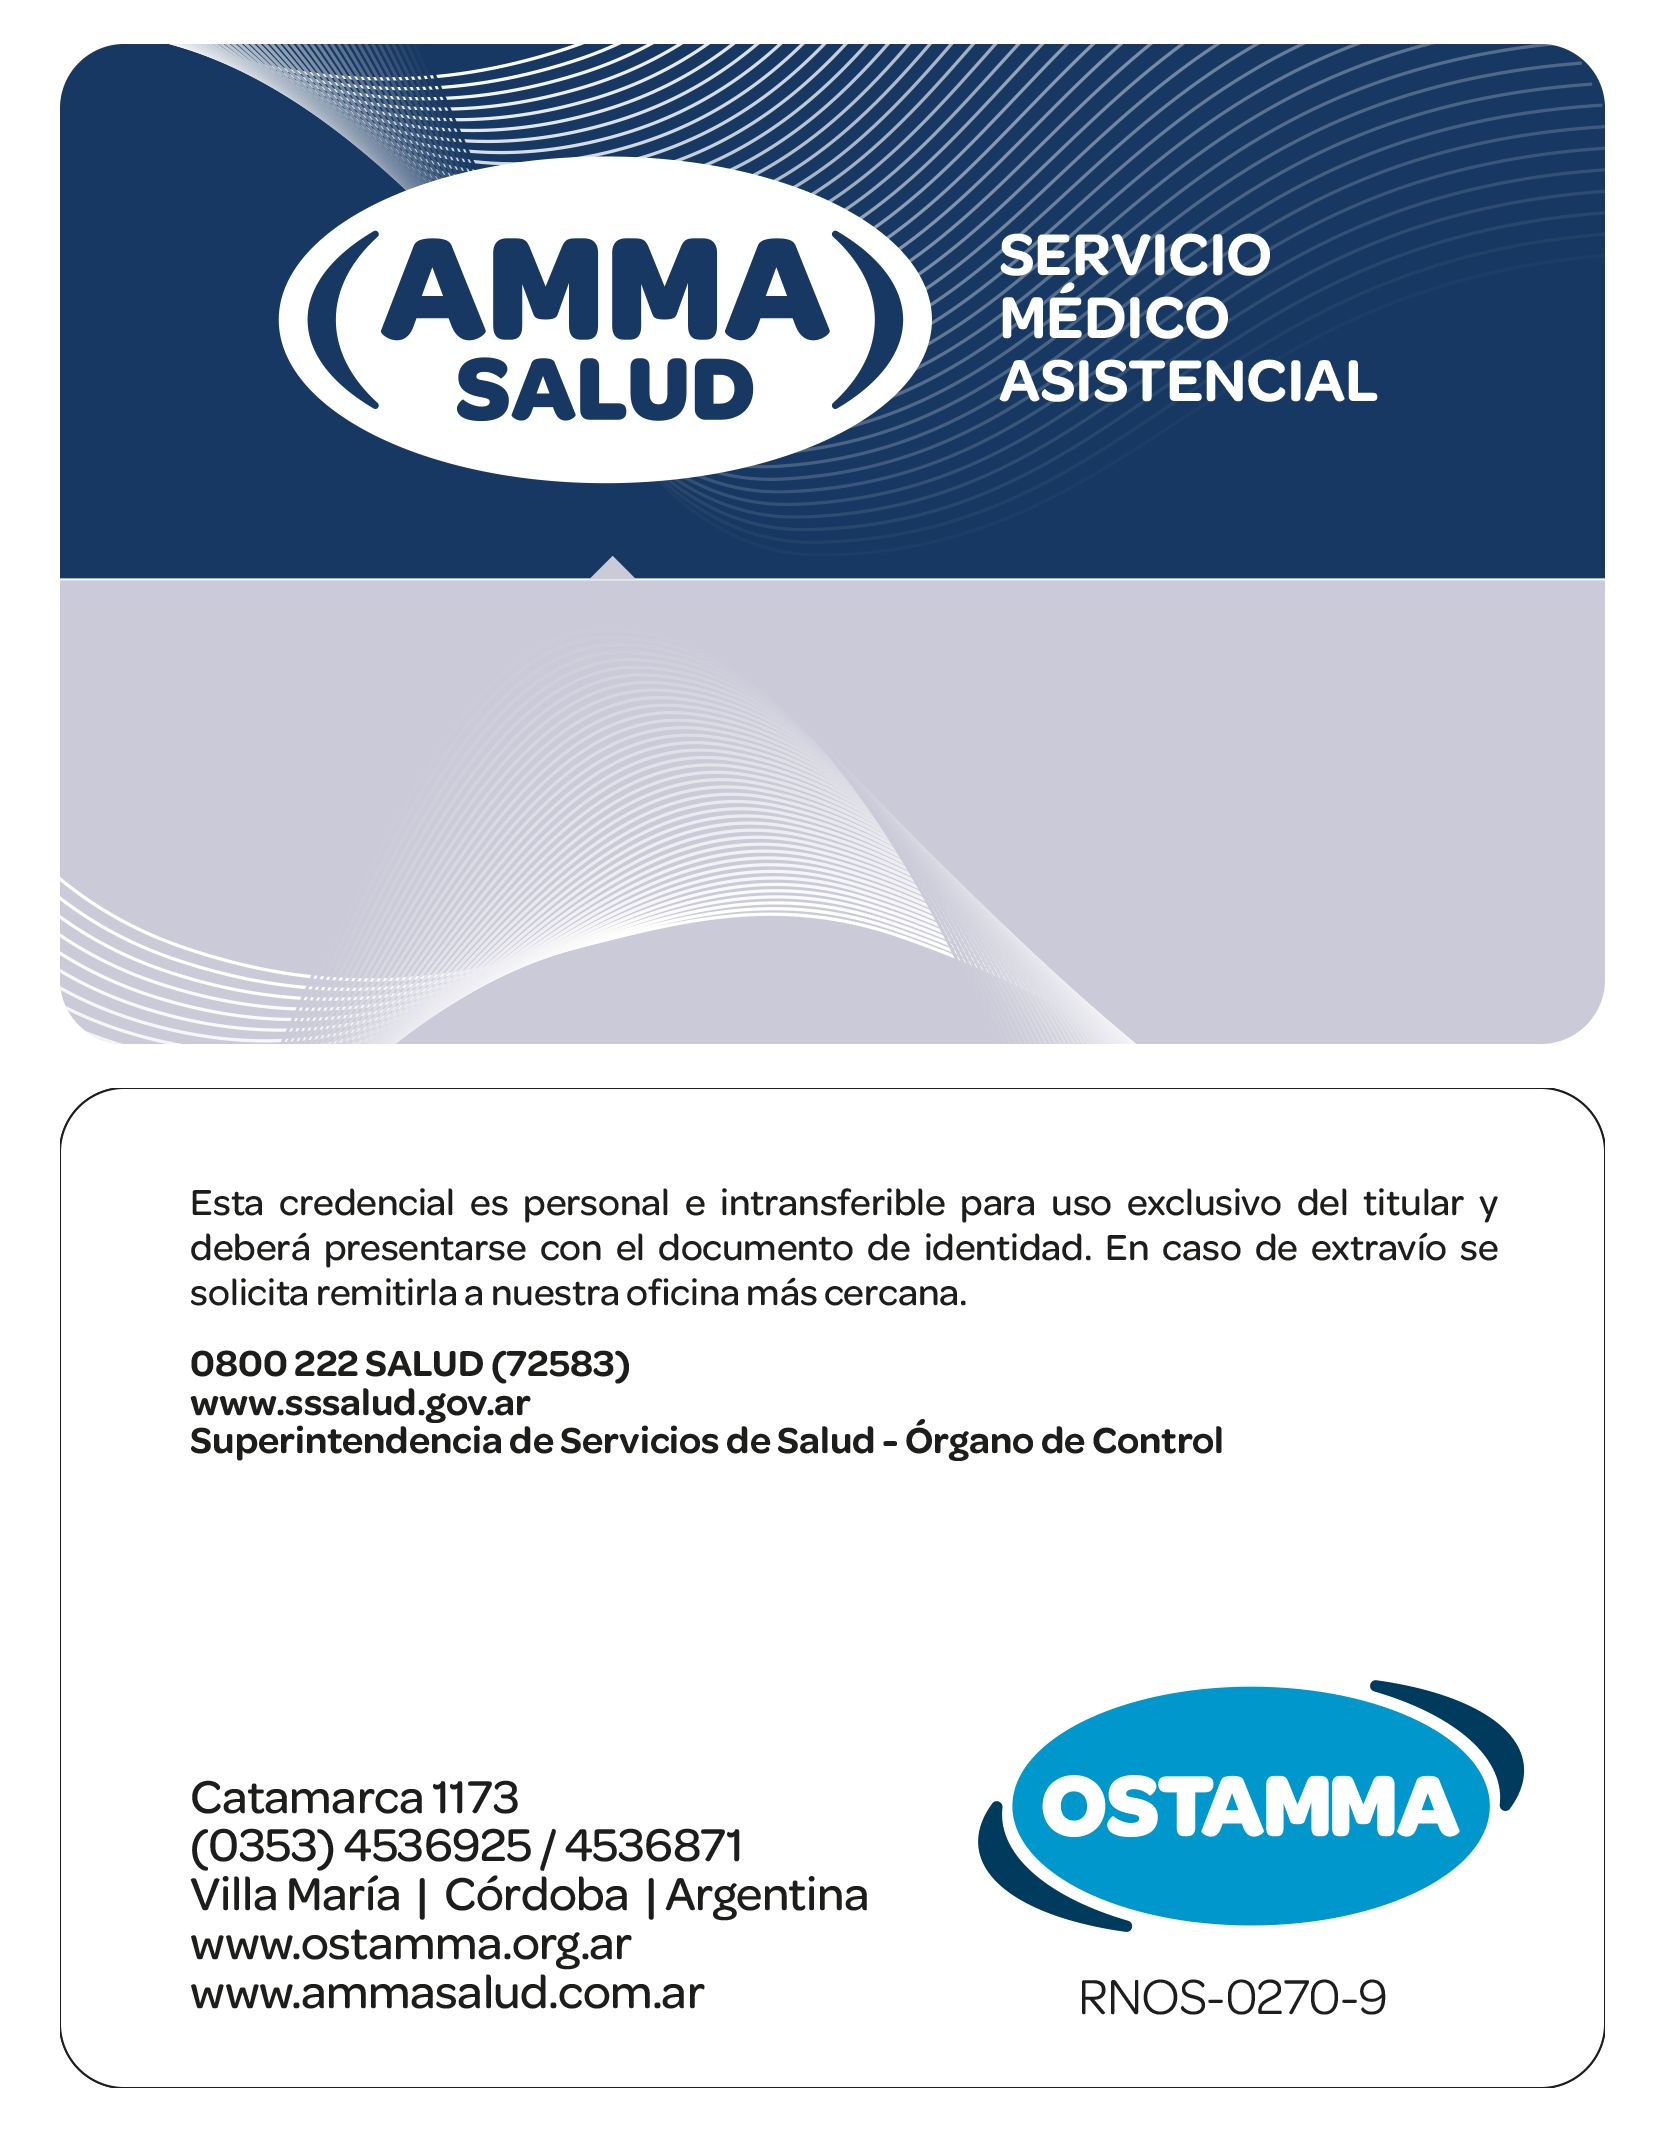 AMMA
SALUD
SERVICIO
MÉDICO
ASISTENCIAL
Esta credencial es personal e intransferible para uso exclusivo del titular y
deberá presentarse con el documento de identidad. En caso de extravío se
solicita remitirla a nuestra oficina más cercana.
0800 222 SALUD (72583)
www.sssalud.gov.ar
Superintendencia de Servicios de Salud - Órgano de Control
Catamarca 1173
(0353) 4536925 / 4536871
Villa María | Córdoba | Argentina
www.ostamma.org.ar
www.ammasalud.com.ar
OSTAMMA
RNOS-0270-9